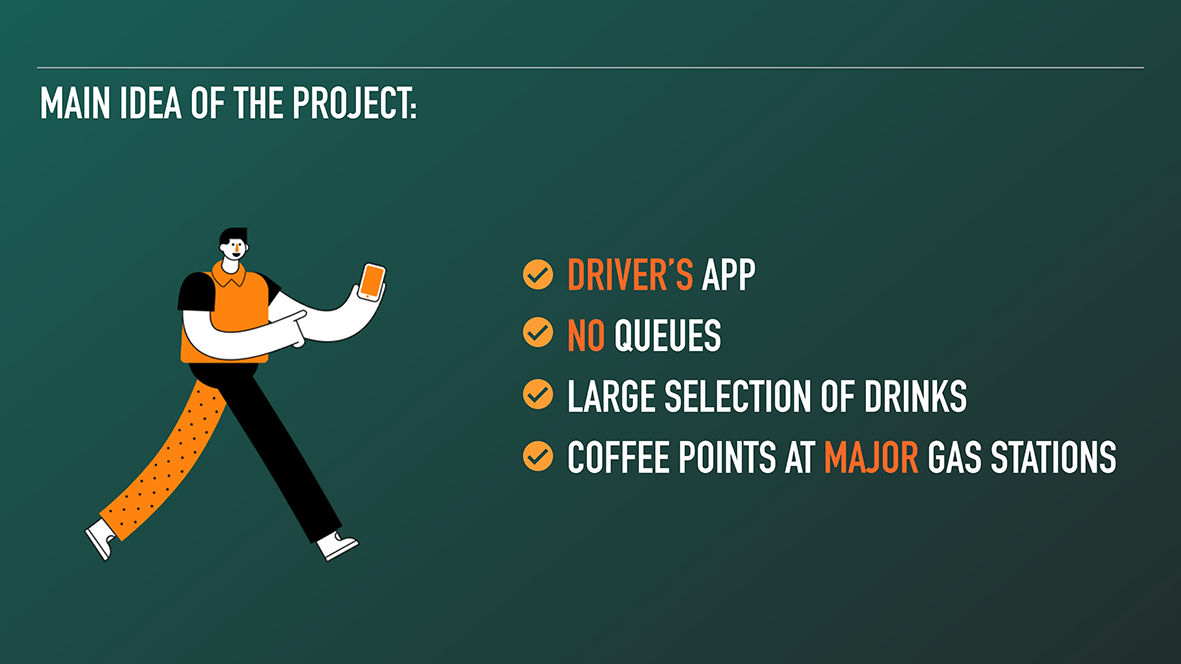 MAIN IDEA OF THE PROJECT:
DRIVER’S APP
NO QUEUES
LARGE SELECTION OF DRINKS
COFFEE POINTS AT MAJOR GAS STATIONS